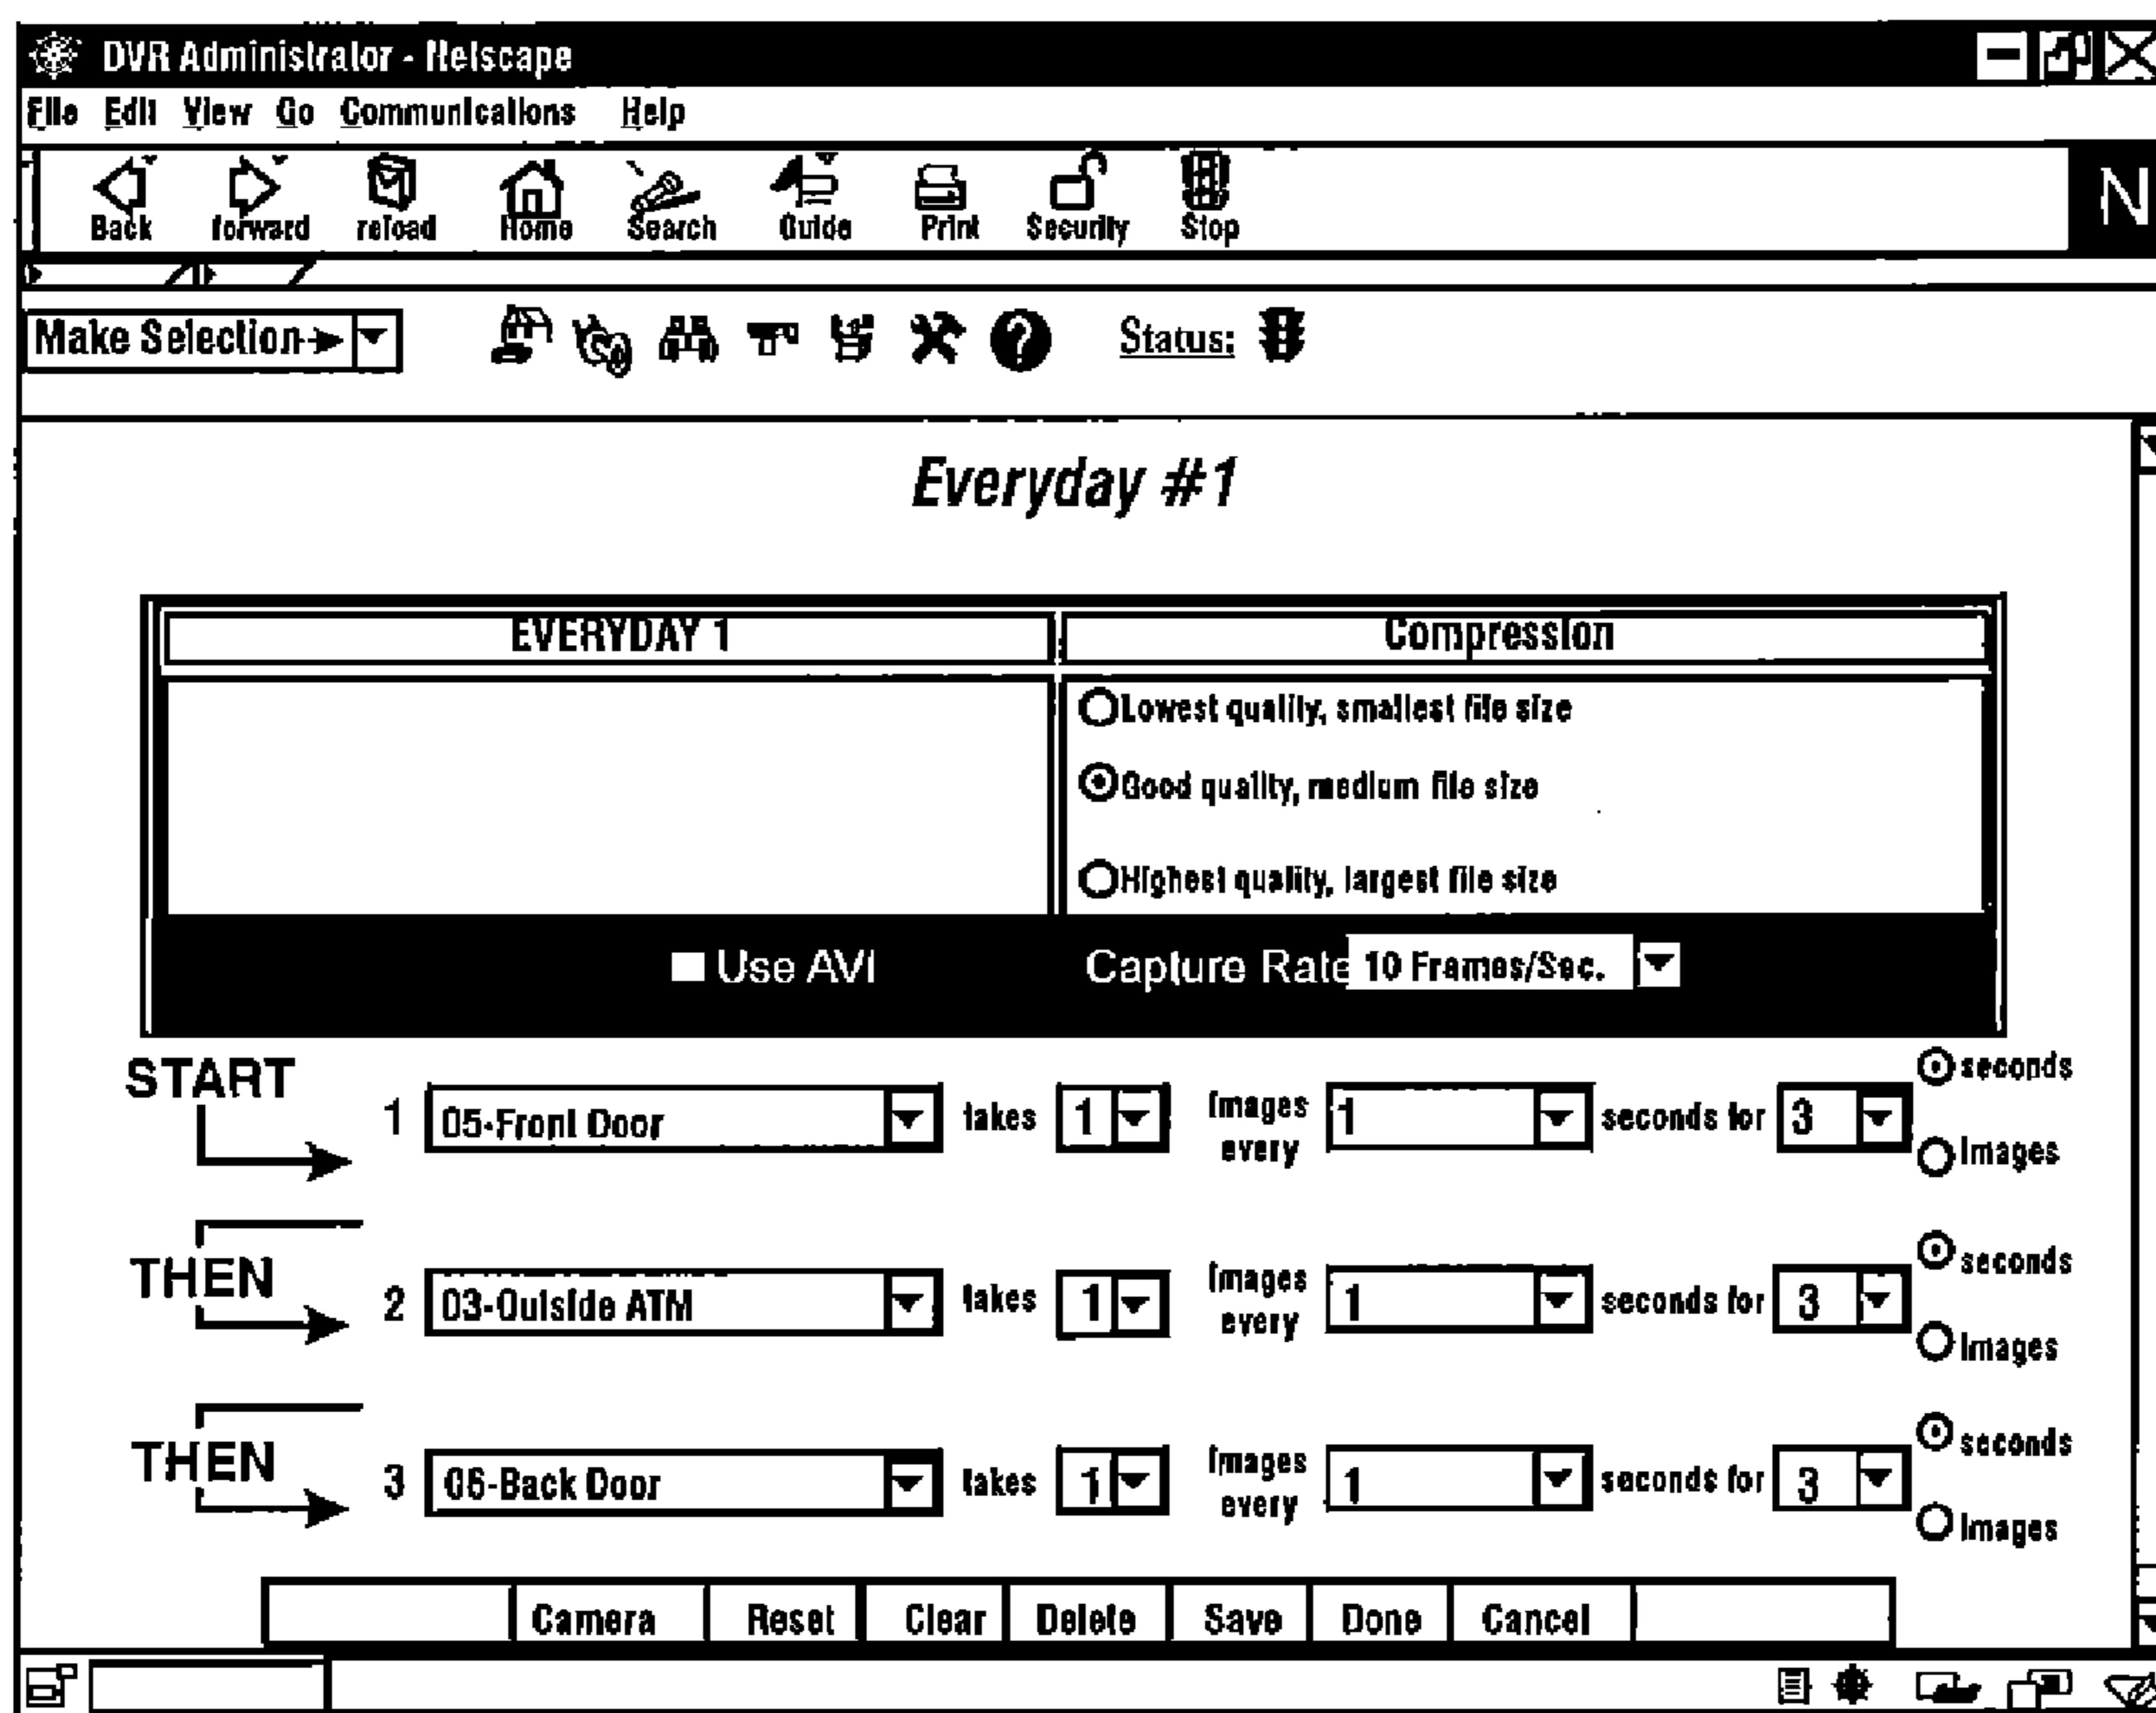 DVR Administrator - Netscape
File Edit View Go Communications Help
Back forward reload Home Search Guide Print Security Stop
N
Make Selection Status:
Everyday #1
EVERYDAY 1 Compression
Lowest quality, smallest file size
Good quality, medium file size
Highest quality, largest file size
Use AVI Capture Rate 10 Frames/Sec.
START
1 05-Front Door takes 1 Images every 1 seconds for 3 seconds Images
THEN
2 03-Outside ATM takes 1 Images every 1 seconds for 3 seconds Images
THEN
3 06-Back Door takes 1 Images every 1 seconds for 3 seconds Images
Camera Reset Clear Delete Save Done Cancel